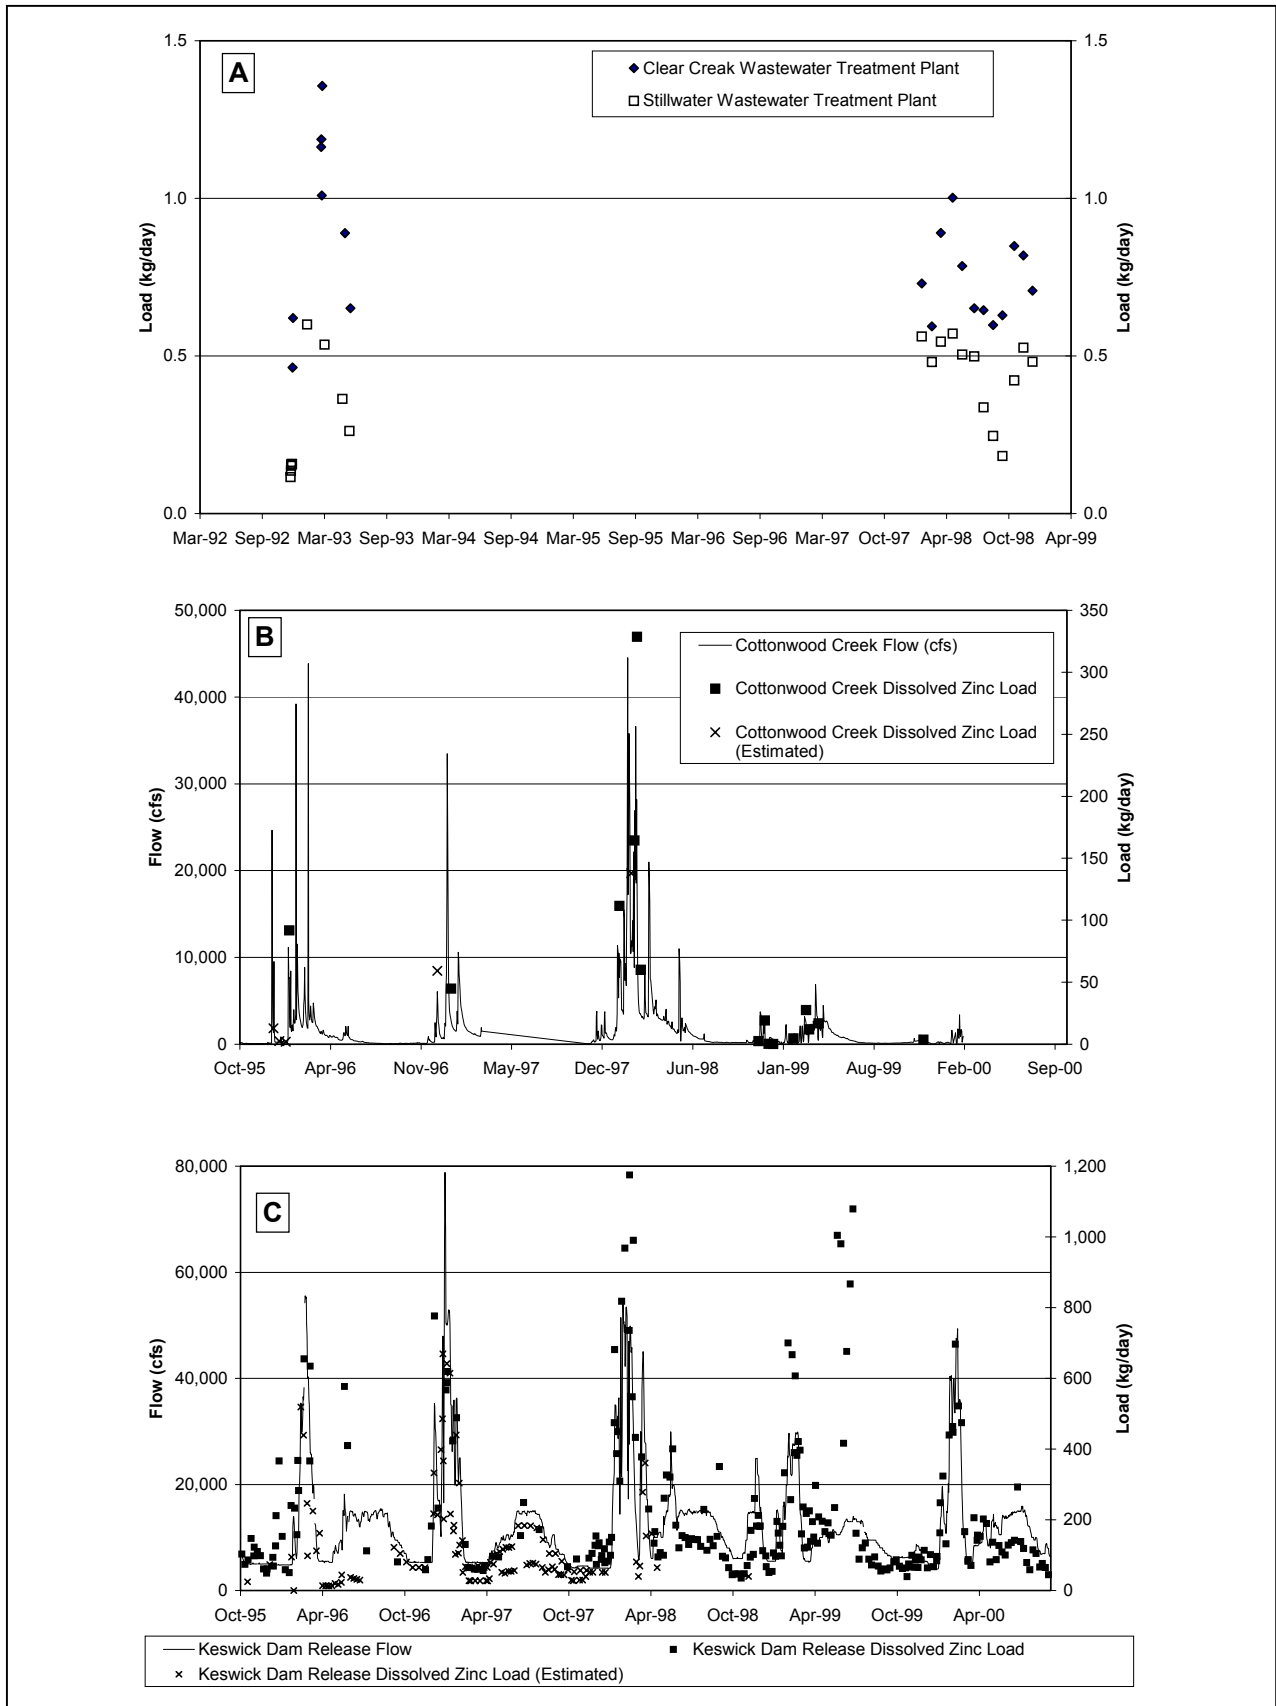 A
Clear Creak Wastewater Treatment Plant
Stillwater Wastewater Treatment Plant
1.5 1.5
1.0 1.0
0.5 0.5
0.0 0.0
Load (kg/day)
Load (kg/day)
Mar-92 Sep-92 Mar-93 Sep-93 Mar-94 Sep-94 Mar-95 Sep-95 Mar-96 Sep-96 Mar-97 Oct-97 Apr-98 Oct-98 Apr-99
B
Cottonwood Creek Flow (cfs)
Cottonwood Creek Dissolved Zinc Load
Cottonwood Creek Dissolved Zinc Load
(Estimated)
50,000
40,000
30,000
20,000
10,000
0
Flow (cfs)
350
300
250
200
150
100
50
0
Load (kg/day)
Oct-95 Apr-96 Nov-96 May-97 Dec-97 Jun-98 Jan-99 Aug-99 Feb-00 Sep-00
C
80,000
60,000
40,000
20,000
0
Flow (cfs)
1,200
1,000
800
600
400
200
0
Load (kg/day)
Oct-95 Apr-96 Oct-96 Apr-97 Oct-97 Apr-98 Oct-98 Apr-99 Oct-99 Apr-00
Keswick Dam Release Flow Keswick Dam Release Dissolved Zinc Load
Keswick Dam Release Dissolved Zinc Load (Estimated)